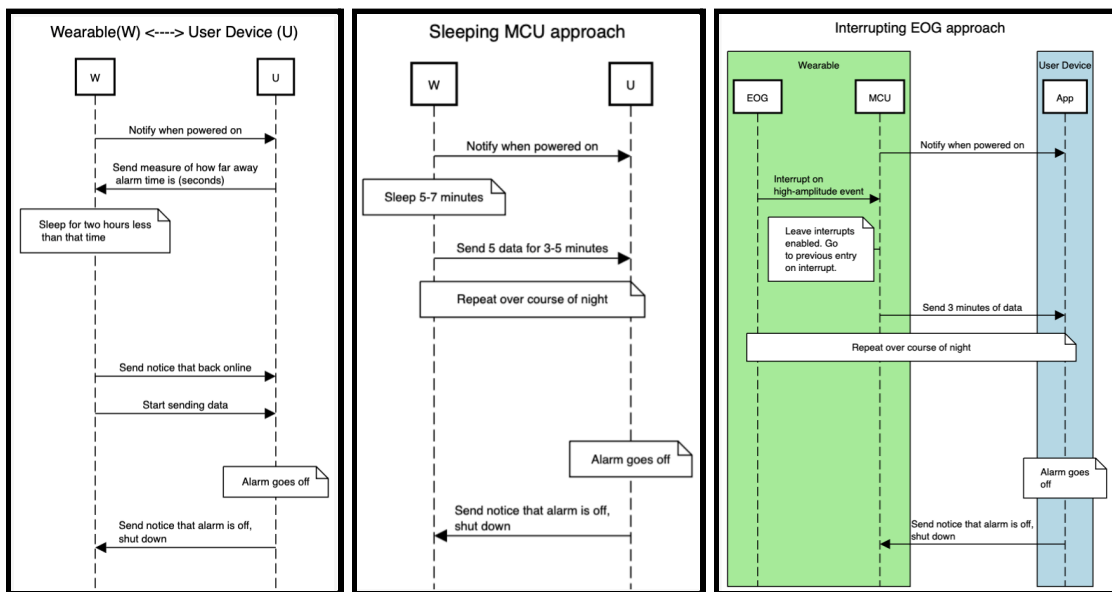 Wearable(W) <----> User Device (U)
W
U
Notify when powered on
Send measure of how far away
alarm time is (seconds)
Sleep for two hours less
than that time
Send notice that back online
Start sending data
Alarm goes off
Send notice that alarm is off,
shut down
Sleeping MCU approach
W
U
Notify when powered on
Sleep 5-7 minutes
Send 5 data for 3-5 minutes
Repeat over course of night
Alarm goes off
Send notice that alarm is off,
shut down
Interrupting EOG approach
Wearable
User Device
EOG
MCU
App
Notify when powered on
Interrupt on
high-amplitude event
Leave interrupts
enabled. Go
to previous entry
on interrupt.
Send 3 minutes of data
Repeat over course of night
Alarm goes
off
Send notice that alarm is off,
shut down